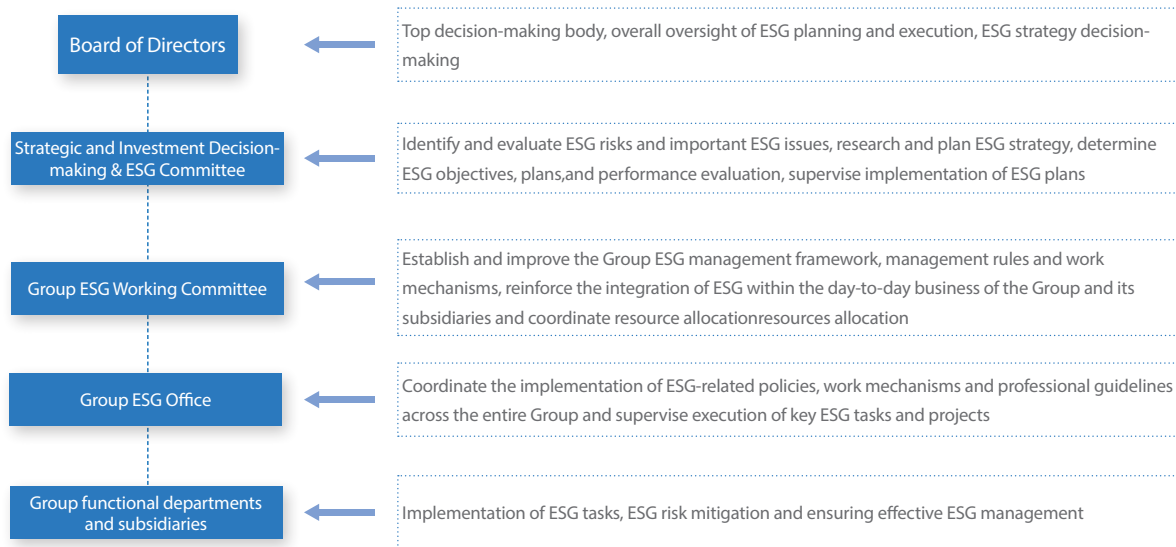 Board of Directors
Top decision-making body, overall oversight of ESG planning and execution, ESG strategy decision-
making
Strategic and Investment Decision-
making & ESG Committee
Identify and evaluate ESG risks and important ESG issues, research and plan ESG strategy, determine
ESG objectives, plans,and performance evaluation, supervise implementation of ESG plans
Group ESG Working Committee
Establish and improve the Group ESG management framework, management rules and work
mechanisms, reinforce the integration of ESG within the day-to-day business of the Group and its
subsidiaries and coordinate resource allocationresources allocation
Group ESG Office
Coordinate the implementation of ESG-related policies, work mechanisms and professional guidelines
across the entire Group and supervise execution of key ESG tasks and projects
Group functional departments
and subsidiaries
Implementation of ESG tasks, ESG risk mitigation and ensuring effective ESG management